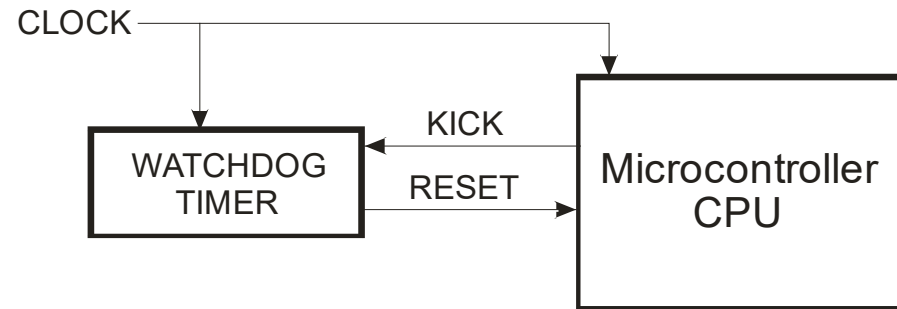 CLOCK
KICK
WATCHDOG
TIMER
RESET
Microcontroller
CPU